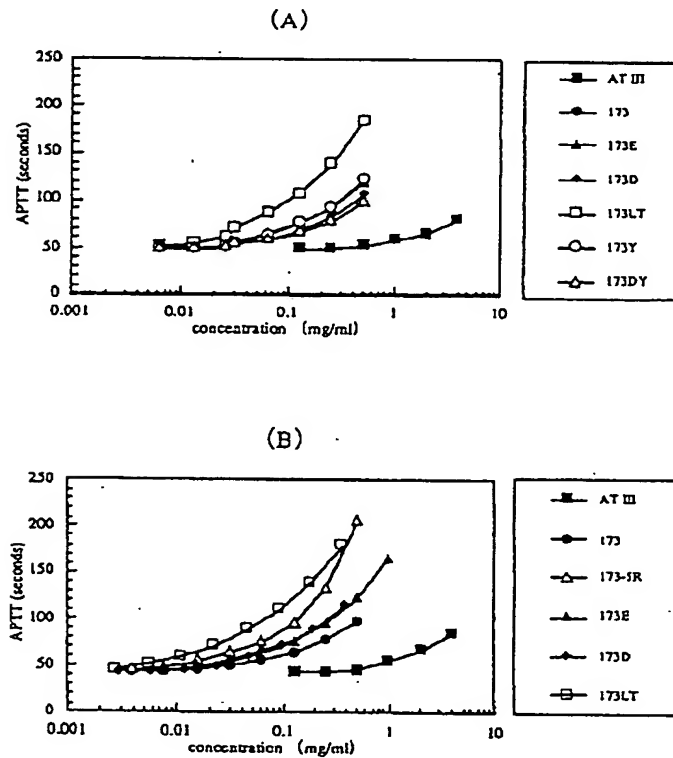 (A)
250
200
150
100
50
0
APTT (seconds)
0.001
0.01
0.1
1
10
concentration (mg/ml)
AT III
173
173E
173D
173LT
173Y
173DY
(B)
250
200
150
100
50
0
APTT (seconds)
0.001
0.01
0.1
1
10
concentration (mg/ml)
AT III
173
173-5R
173E
173D
173LT